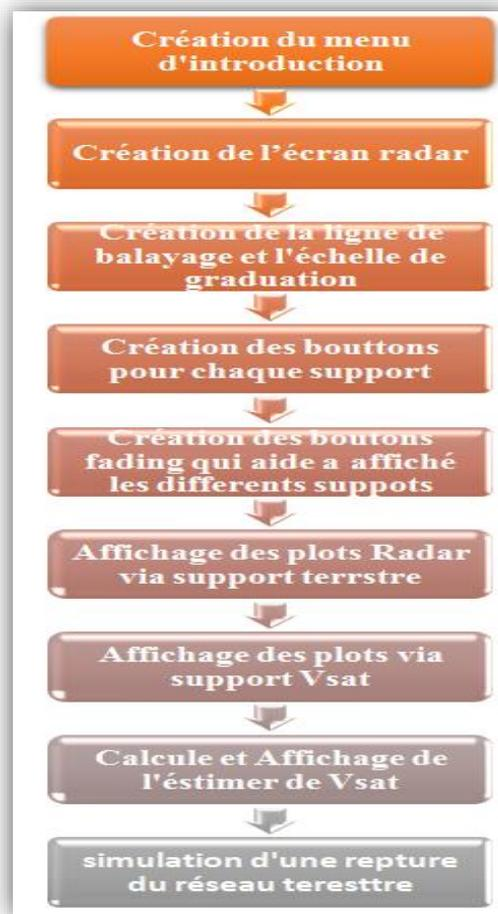 Création du menu
d'introduction
Création de l’écran radar
Création de la ligne de
balayage et l'échelle de
graduation
Création des bouttons
pour chaque support
Création des boutons
fading qui aide a affiché
les differents suppots
Affichage des plots Radar
via support terrstre
Affichage des plots via
support Vsat
Calcule et Affichage de
l'éstimer de Vsat
simulation d'une repture
du réseau teresttre